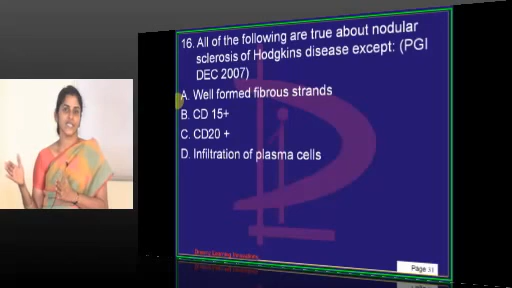 16. All of the following are true about nodular
sclerosis of Hodgkins disease except: (PGI
DEC 2007)
A. Well formed fibrous strands
B. CD 15+
C. CD20 +
D. Infiltration of plasma cells
Page 31